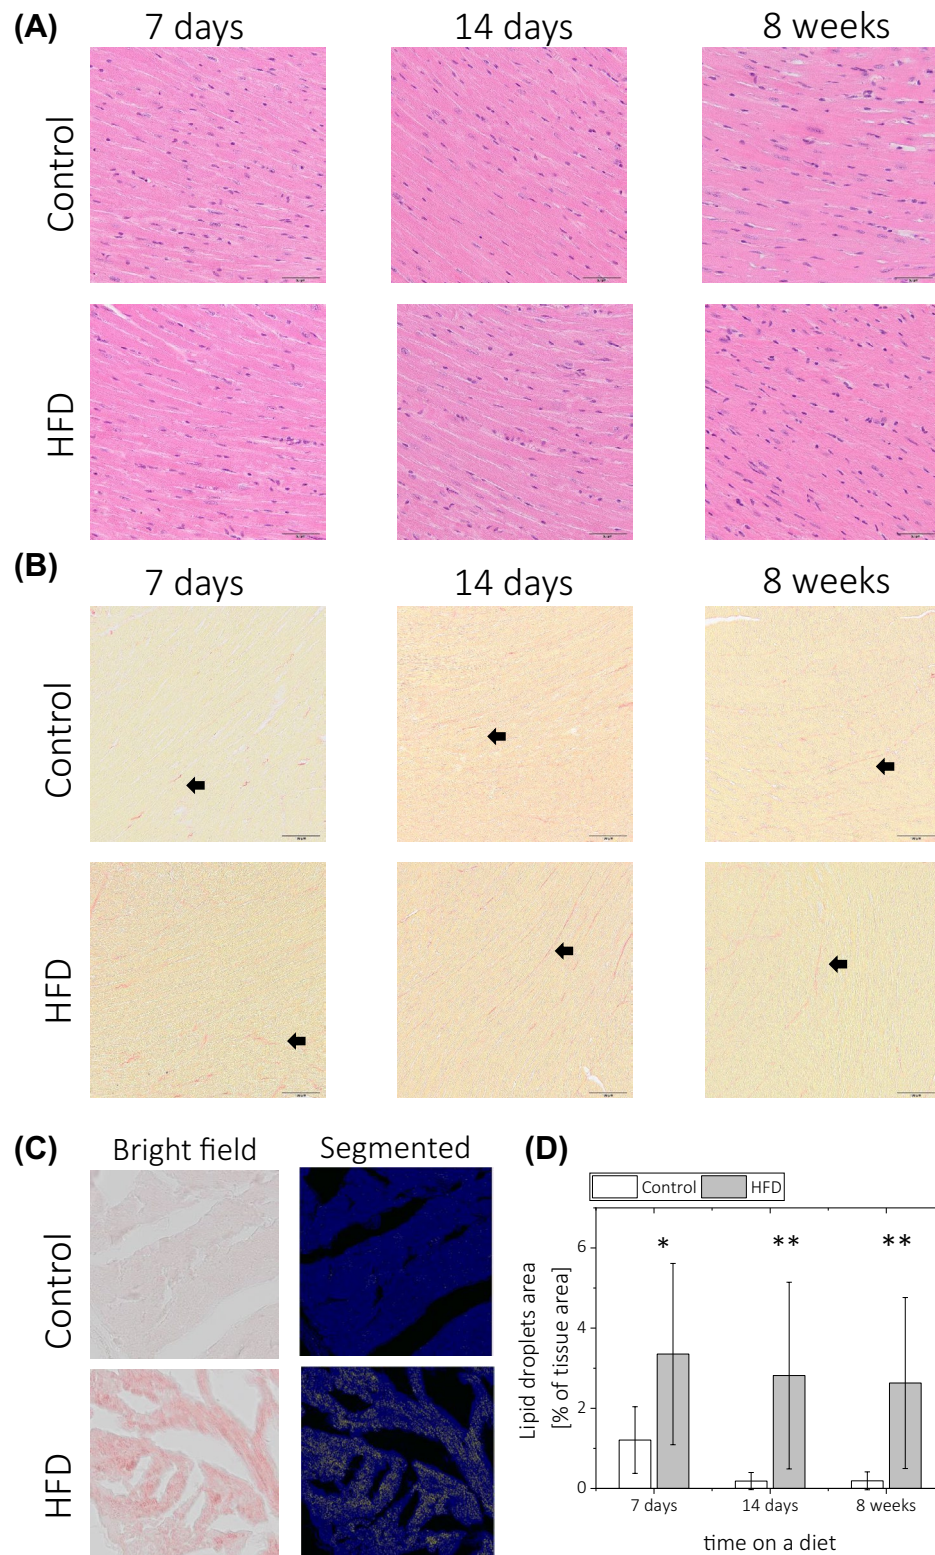 (A)
7 days
14 days
8 weeks
Control
HFD
(B)
7 days
14 days
8 weeks
Control
HFD
(C)
Bright field
Segmented
Control
HFD
(D)
Control
HFD
Lipid droplets area
[% of tissue area]
6
4
2
0
*
**
**
7 days
14 days
8 weeks
time on a diet